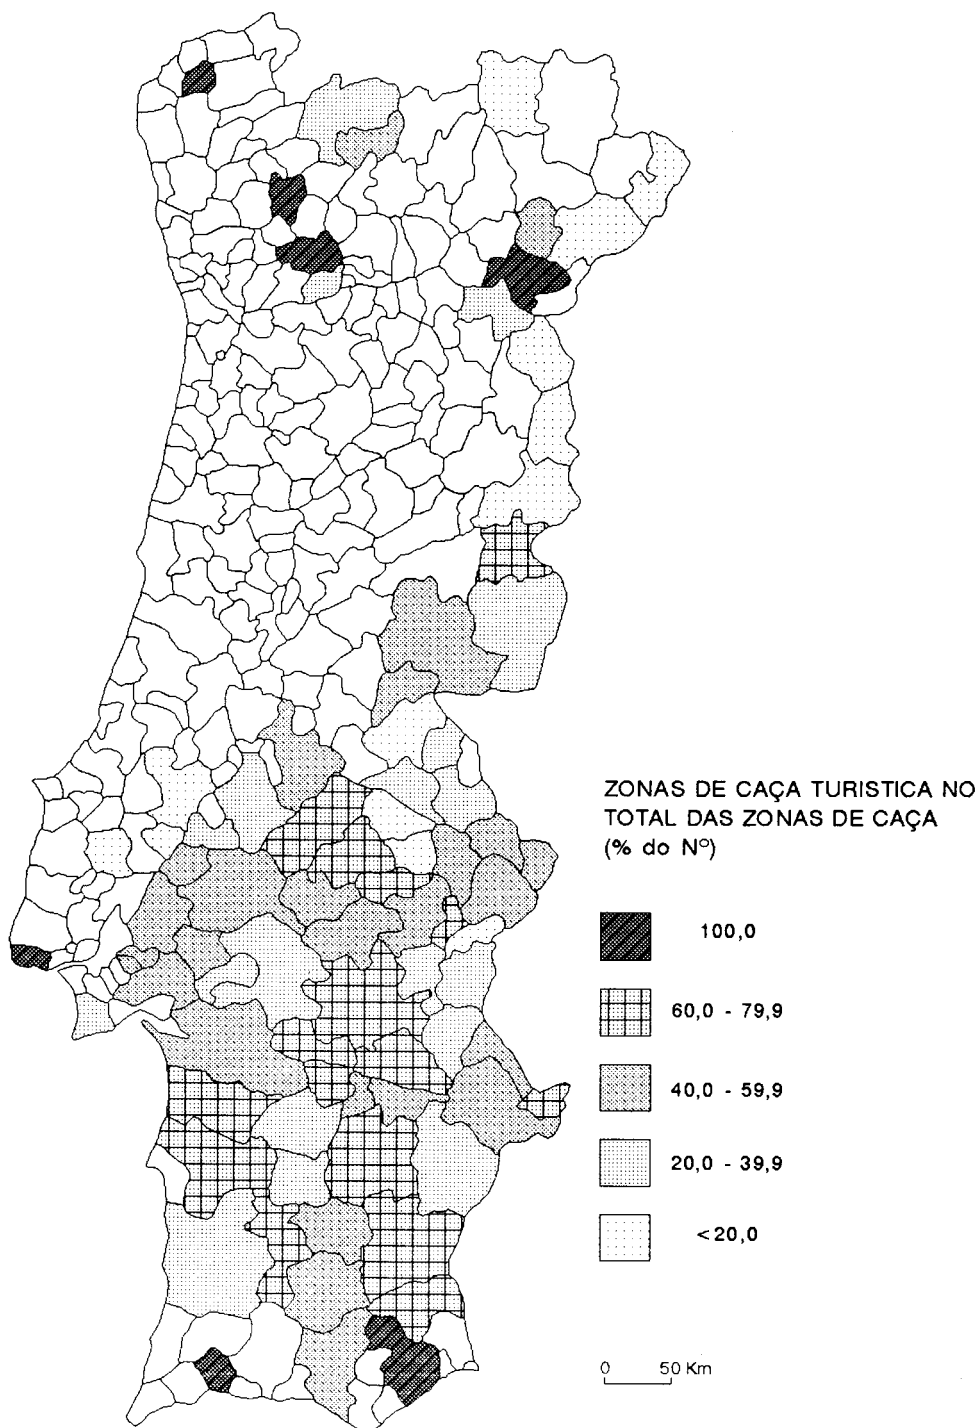 ZONAS DE CAÇA TURISTICA NO
TOTAL DAS ZONAS DE CAÇA
(% do Nº)
100,0
60,0 - 79,9
40,0 - 59,9
20,0 - 39,9
<20,0
0 50 Km